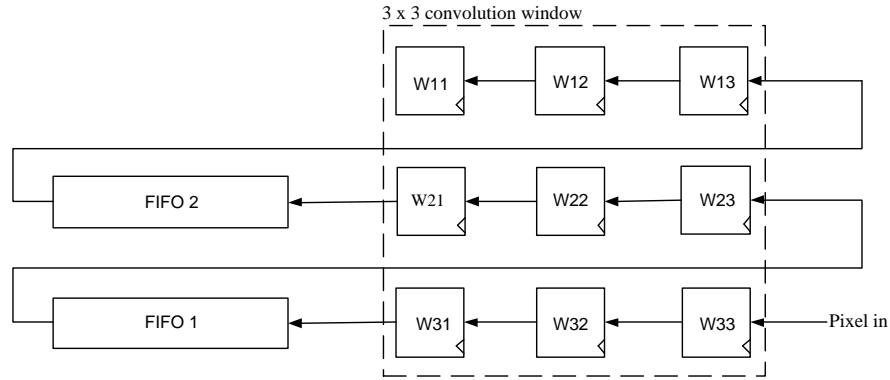 3 x 3 convolution window
W11 W12 W13
FIFO 2 W21 W22 W23
FIFO 1 W31 W32 W33 Pixel in